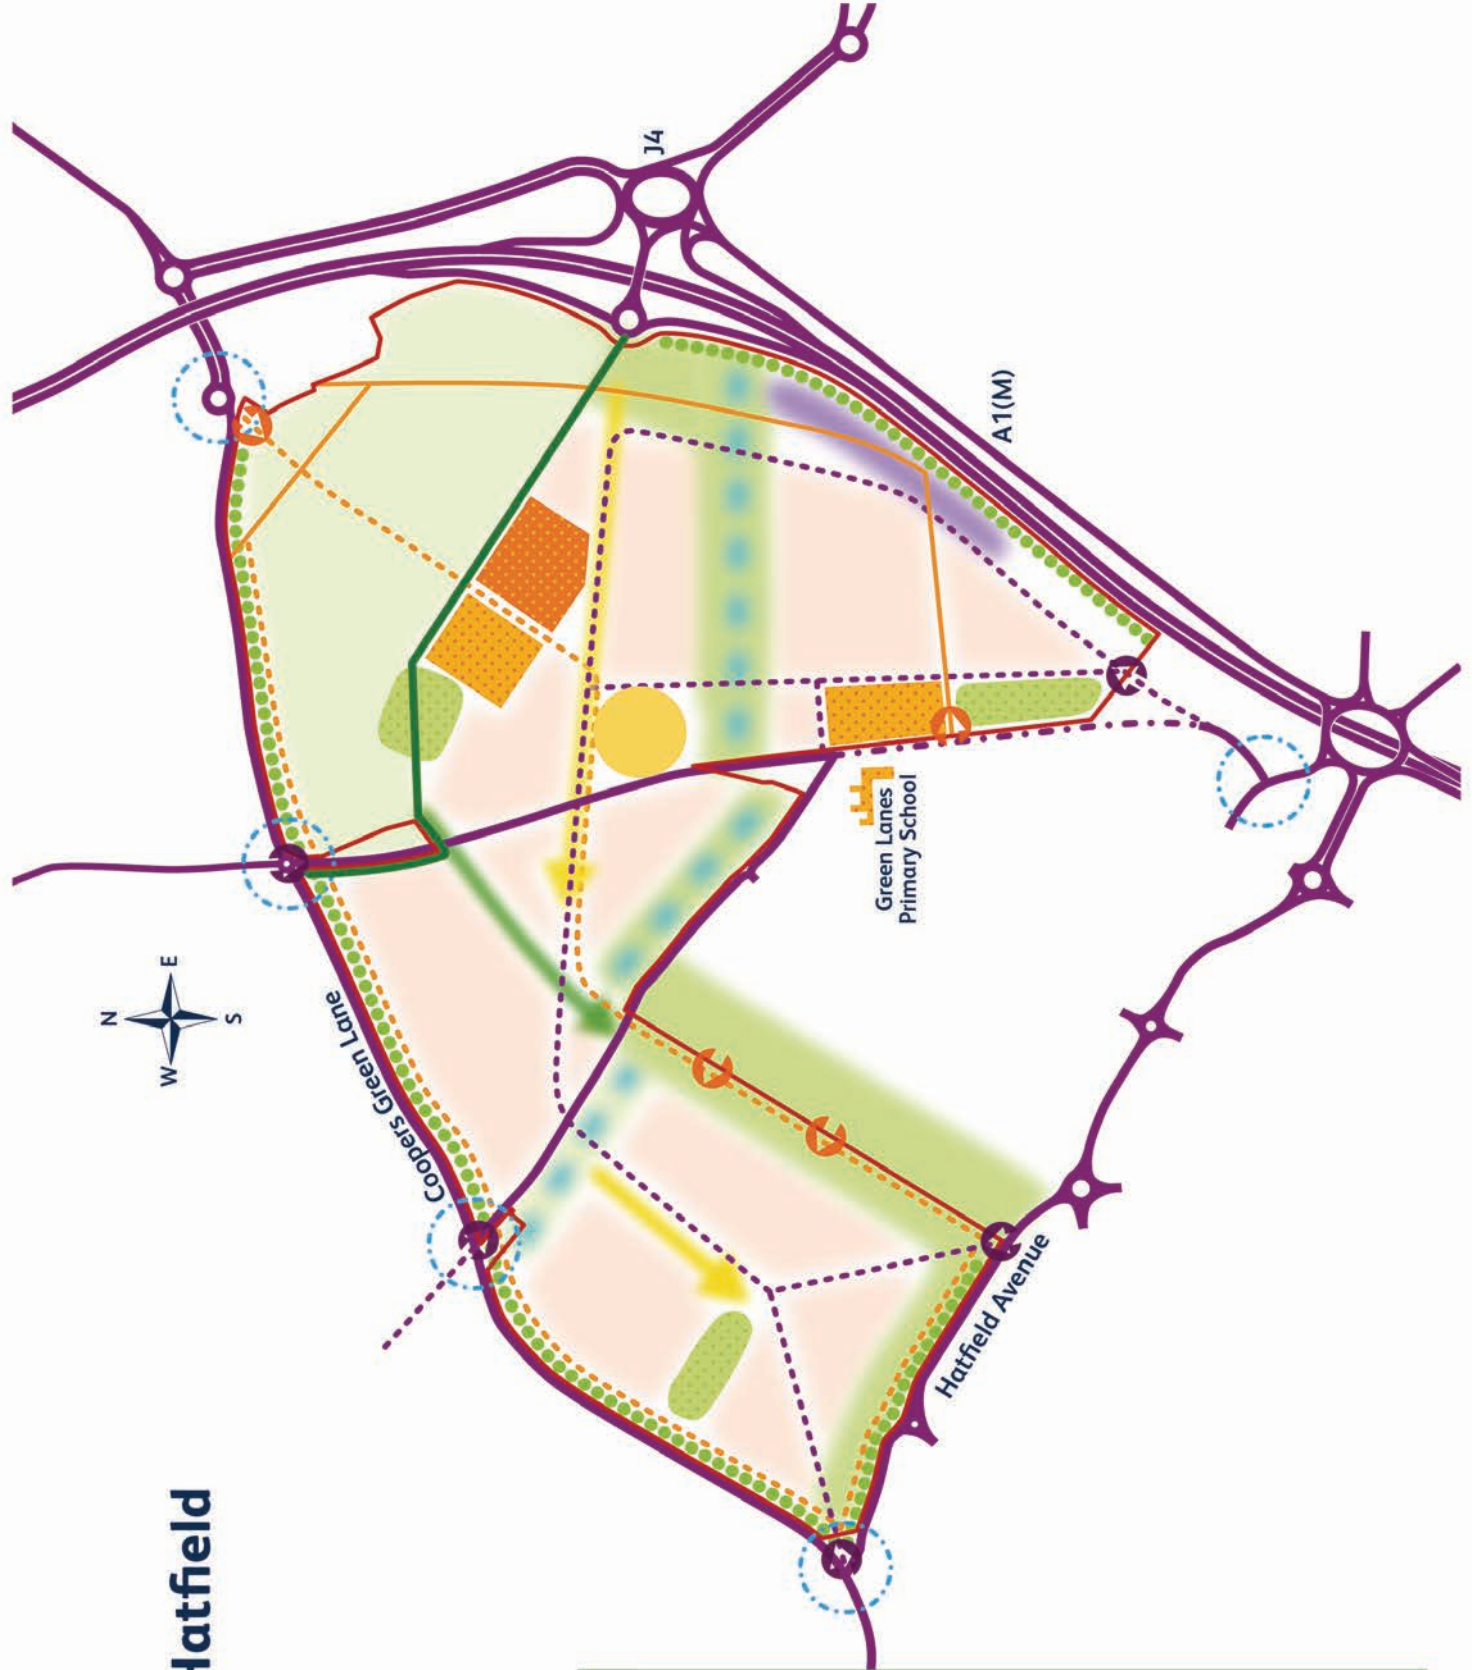 J4
A1(M)
Green Lanes
Primary School
N
E
S
W
Coopers Green Lane
Hatfield Avenue
Hatfield